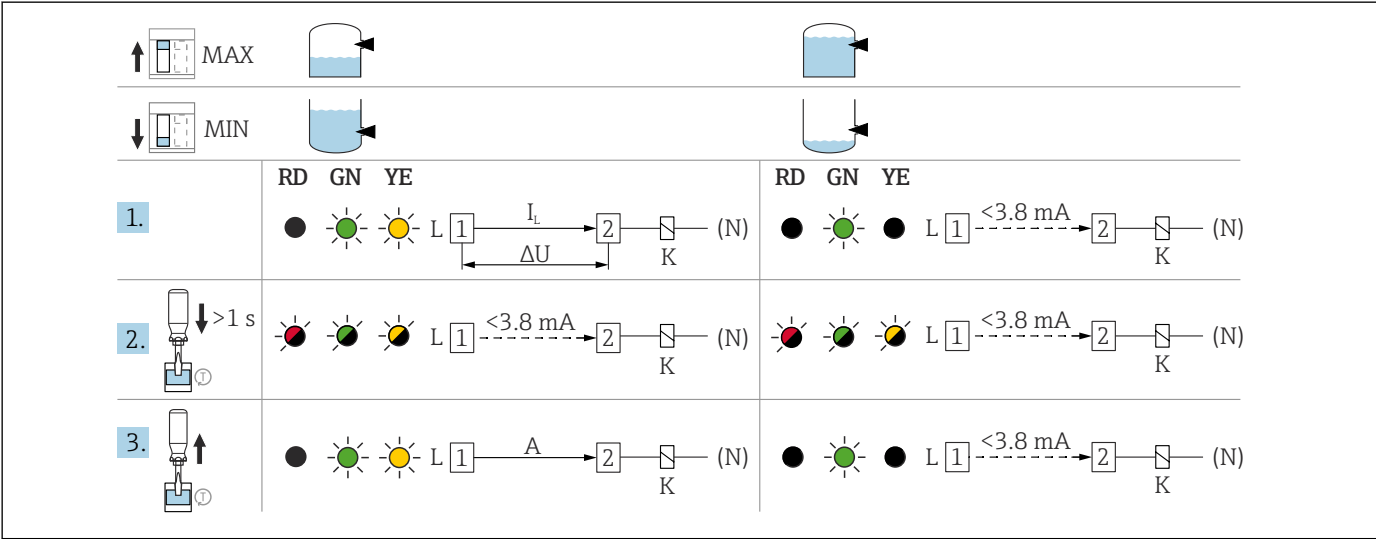 MAX
MIN
RD GN YE RD GN YE
1. L 1 I_L 2 (N) L 1 <3.8 mA 2 (N)
ΔU K K
2. >1 s L 1 <3.8 mA 2 (N) L 1 <3.8 mA 2 (N)
T K K
3. L 1 A 2 (N) L 1 <3.8 mA 2 (N)
T K K